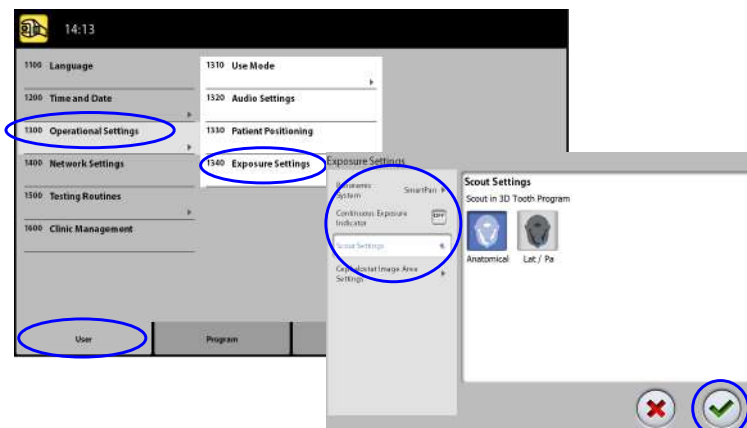 14:13
1100 Language
1200 Time and Date
1300 Operational Settings
1400 Network Settings
1500 Testing Routines
1600 Clinic Management
1310 Use Mode
1320 Audio Settings
1330 Patient Positioning
1340 Exposure Settings
User
Program
Exposure Settings
Panoramic
System
SmartPan
Continuous Exposure
Indicator
OFF
Scout Settings
Cephalostat Image Area
Settings
Scout Settings
Scout in 3D Tooth Program
Anatomical
Lat / Pa